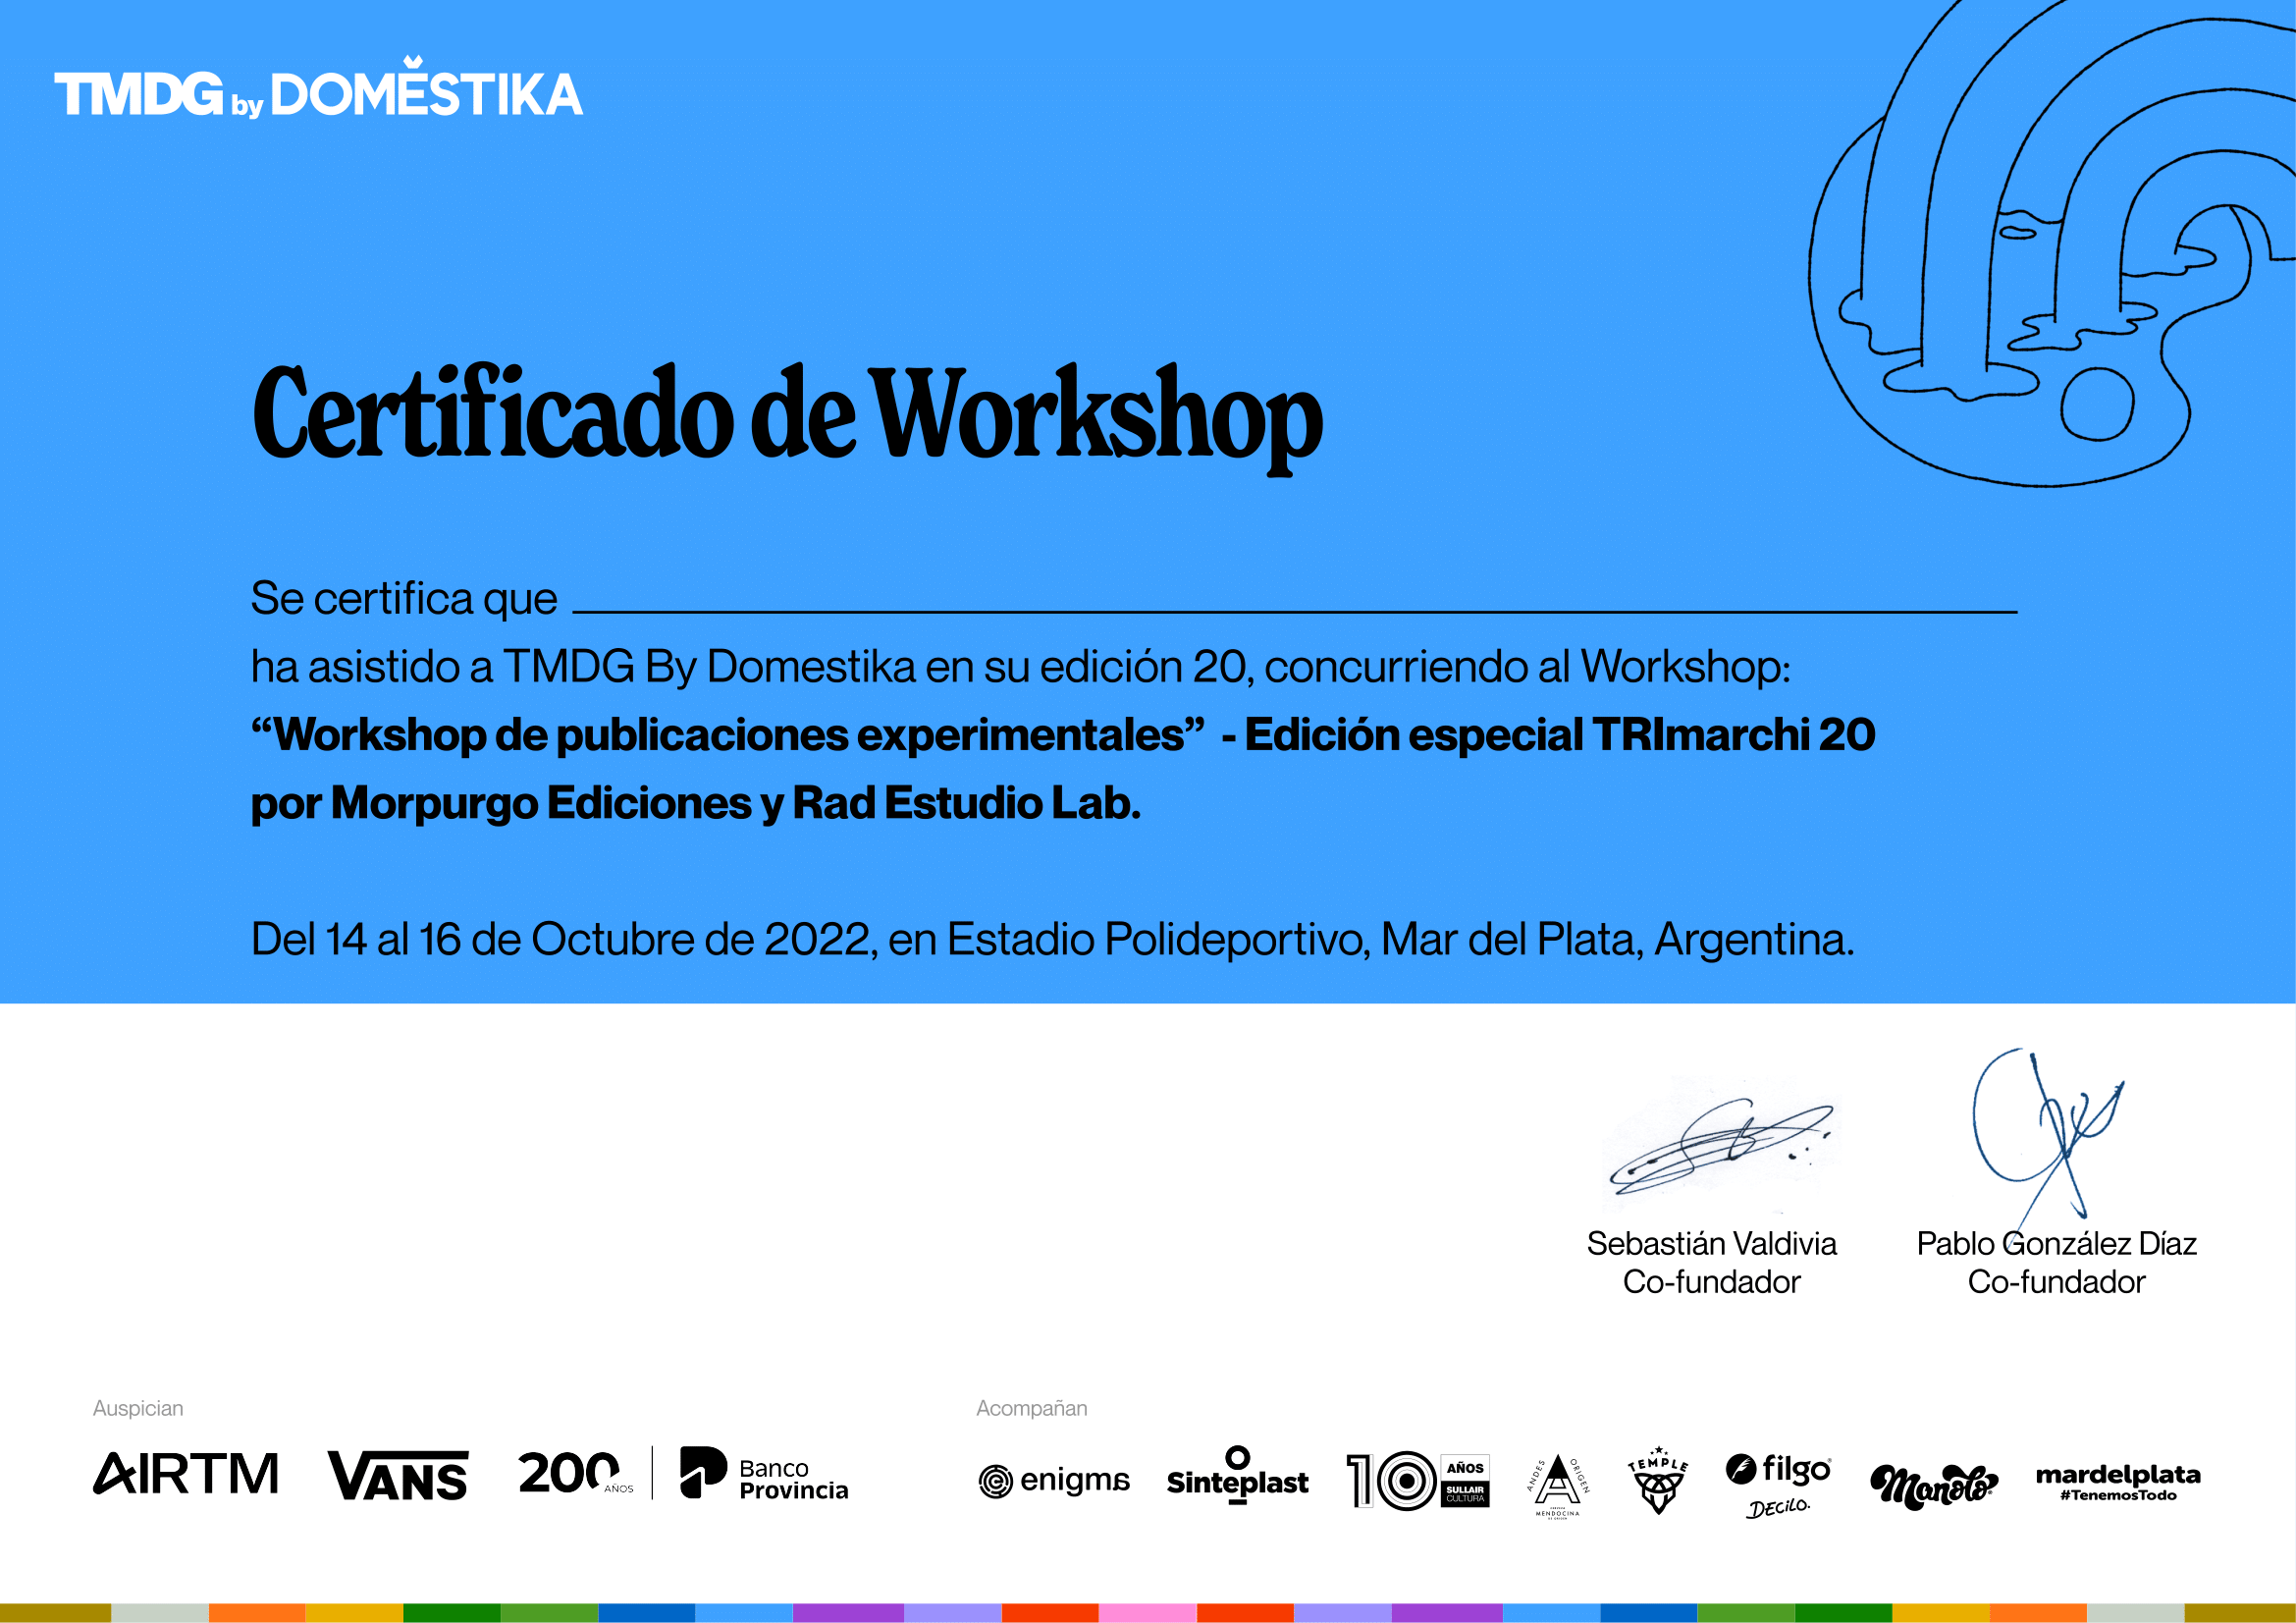 TMDG by DOMESTIKA
Certificado de Workshop
Se certifica que
ha asistido a TMDG By Domestika en su edición 20, concurriendo al Workshop:
“Workshop de publicaciones experimentales” - Edición especial TRImarchi 20
por Morpurgo Ediciones y Rad Estudio Lab.
Del 14 al 16 de Octubre de 2022, en Estadio Polideportivo, Mar del Plata, Argentina.
Sebastián Valdivia
Co-fundador
Pablo González Díaz
Co-fundador
Auspician
AIRTM
VANS
200 AÑOS
Banco
Provincia
Acompañan
enigma
Sinteplast
10 AÑOS
SULLAIR
CULTURA
ANDES ORIGEN
MENDOCINA
TEMPLE
filgo
DECILO.
Manolo
mardelplata
#TenemosTodo